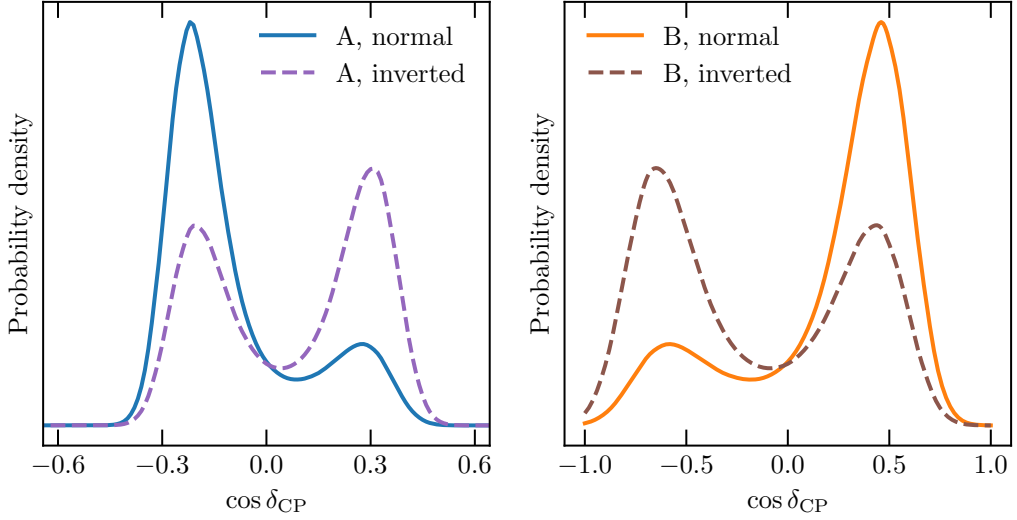 Probability density
A, normal
A, inverted
−0.6 −0.3 0.0 0.3 0.6
cos δCP
Probability density
B, normal
B, inverted
−1.0 −0.5 0.0 0.5 1.0
cos δCP